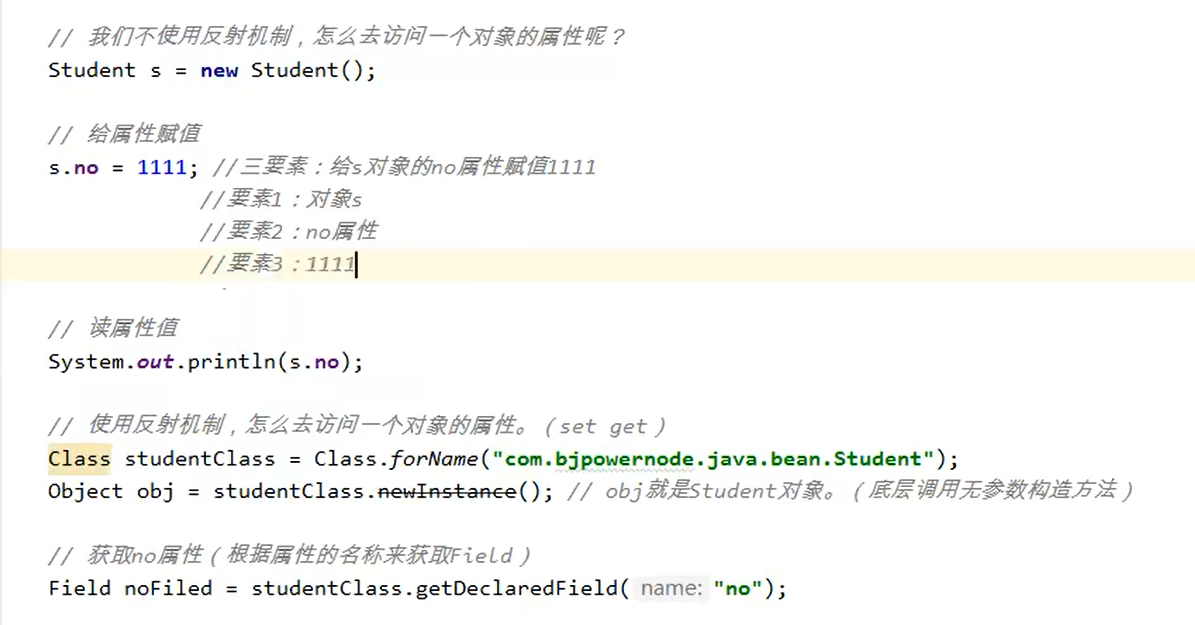 // 我们不使用反射机制，怎么去访问一个对象的属性呢？
Student s = new Student();
// 给属性赋值
s.no = 1111; //三要素：给s对象的no属性赋值1111
//要素1：对象s
//要素2：no属性
//要素3：1111
// 读属性值
System.out.println(s.no);
// 使用反射机制，怎么去访问一个对象的属性。（set get）
Class studentClass = Class.forName("com.bjpowernode.java.bean.Student");
Object obj = studentClass.newInstance(); // obj就是Student对象。（底层调用无参数构造方法）
// 获取no属性（根据属性的名称来获取Field）
Field noFiled = studentClass.getDeclaredField( name: "no");